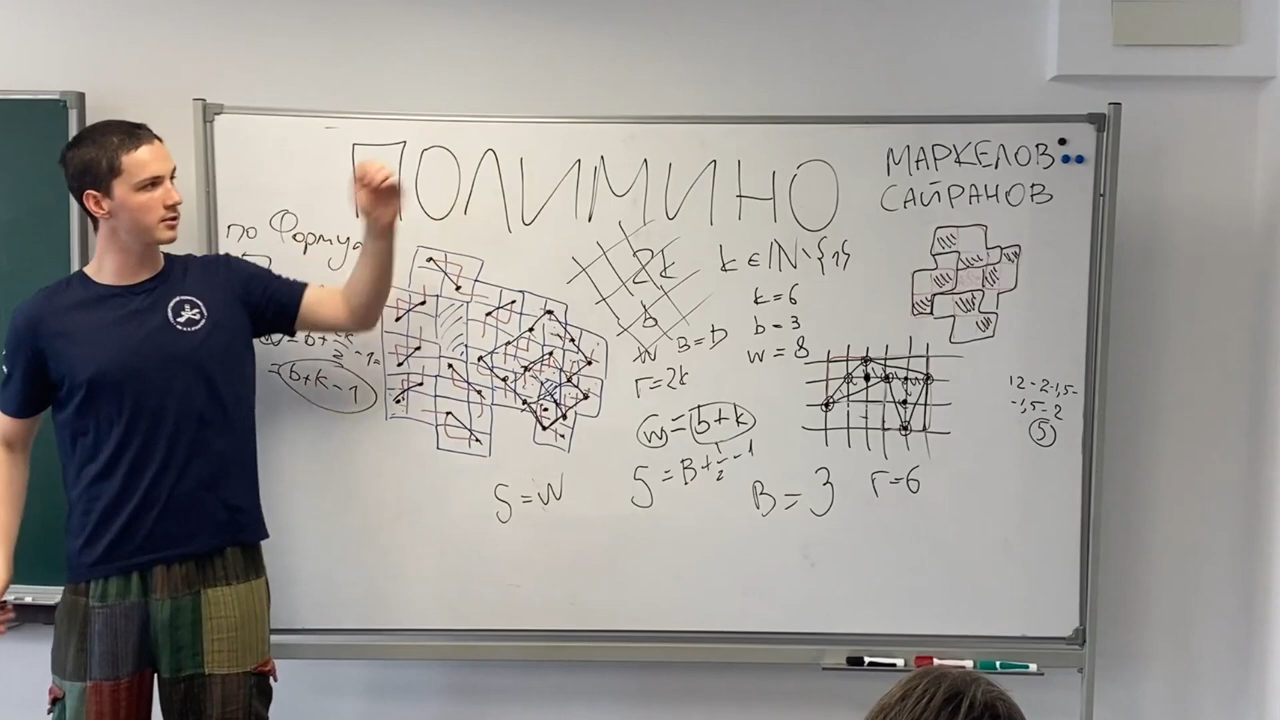 ПОЛИМИНО
МАРКЕЛОВ
САЙРАНОВ
по Формул
2k
b
w B=b
Г=2k
w=b+k
S=B+Г/2-1
k∈ℕ\{1}
k=6
b=3
w=8
= b+k-1
S=W
B=3
Г=6
12-2-1,5-
-1,5-2
5